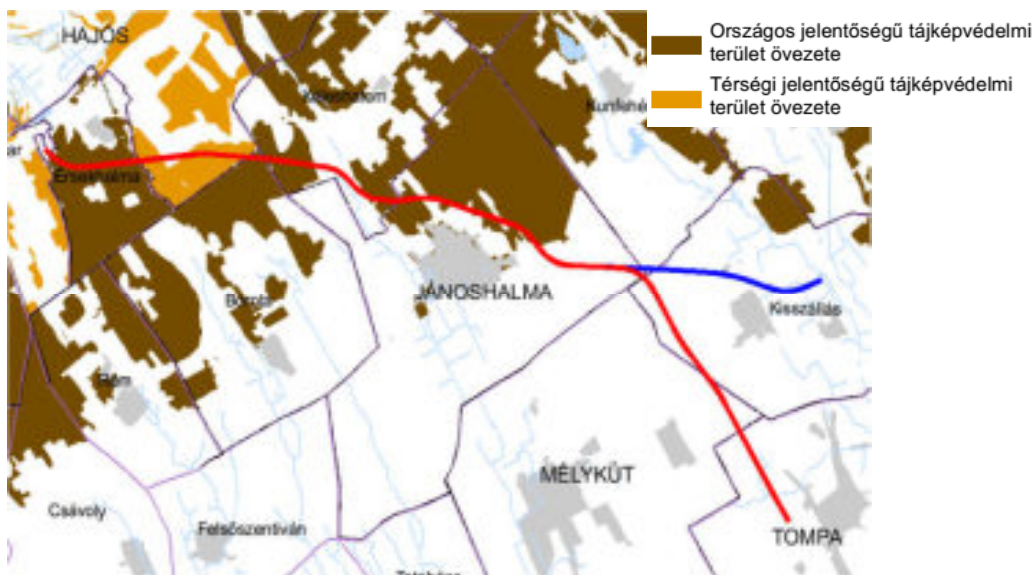 Országos jelentőségű tájképvédelmi
terület övezete
Térségi jelentőségű tájképvédelmi
terület övezete
HAJÓS
Kunfehér
Érsekhalma
JÁNOSHALMA
Borota
Kisszállás
Rém
MÉLYKÚT
Csávoly
Felsőszentiván
TOMPA